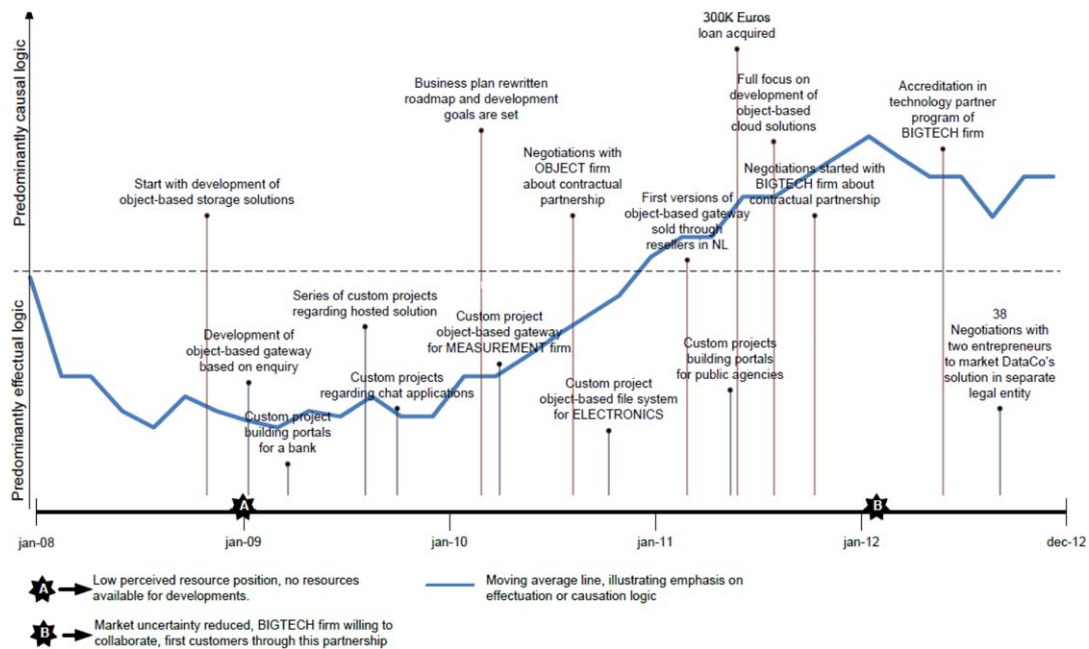 Predominantly causal logic
Predominantly effectual logic
300K Euros
loan acquired
Business plan rewritten
roadmap and development
goals are set
Full focus on
development of
object-based
cloud solutions
Accreditation in
technology partner
program of
BIGTECH firm
Negotiations with
OBJECT firm
about contractual
partnership
Start with development of
object-based storage solutions
Negotiations started with
BIGTECH firm about
contractual partnership
First versions of
object-based gateway
sold through
resellers in NL
Series of custom projects
regarding hosted solution
Development of
object-based gateway
based on enquiry
Custom project
object-based gateway
for MEASUREMENT firm
Custom projects
building portals
for public agencies
38
Negotiations with
two entrepreneurs
to market DataCo's
solution in separate
legal entity
Custom projects
regarding chat applications
Custom project
object-based file system
for ELECTRONICS
Custom project
building portals
for a bank
A
B
jan-08
jan-09
jan-10
jan-11
jan-12
dec-12
A
Low perceived resource position, no resources
available for developments.
Moving average line, illustrating emphasis on
effectuation or causation logic
B
Market uncertainty reduced, BIGTECH firm willing to
collaborate, first customers through this partnership